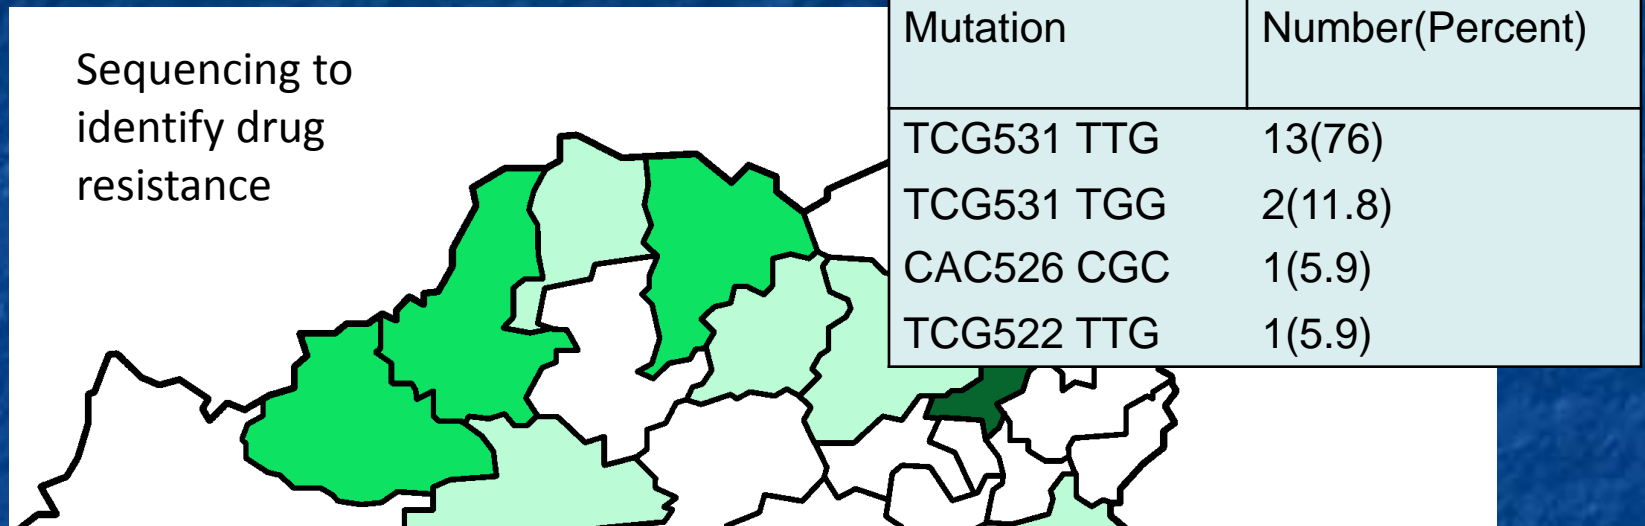 Sequencing to
identify drug
resistance
Mutation Number(Percent)
TCG531 TTG 13(76)
TCG531 TGG 2(11.8)
CAC526 CGC 1(5.9)
TCG522 TTG 1(5.9)